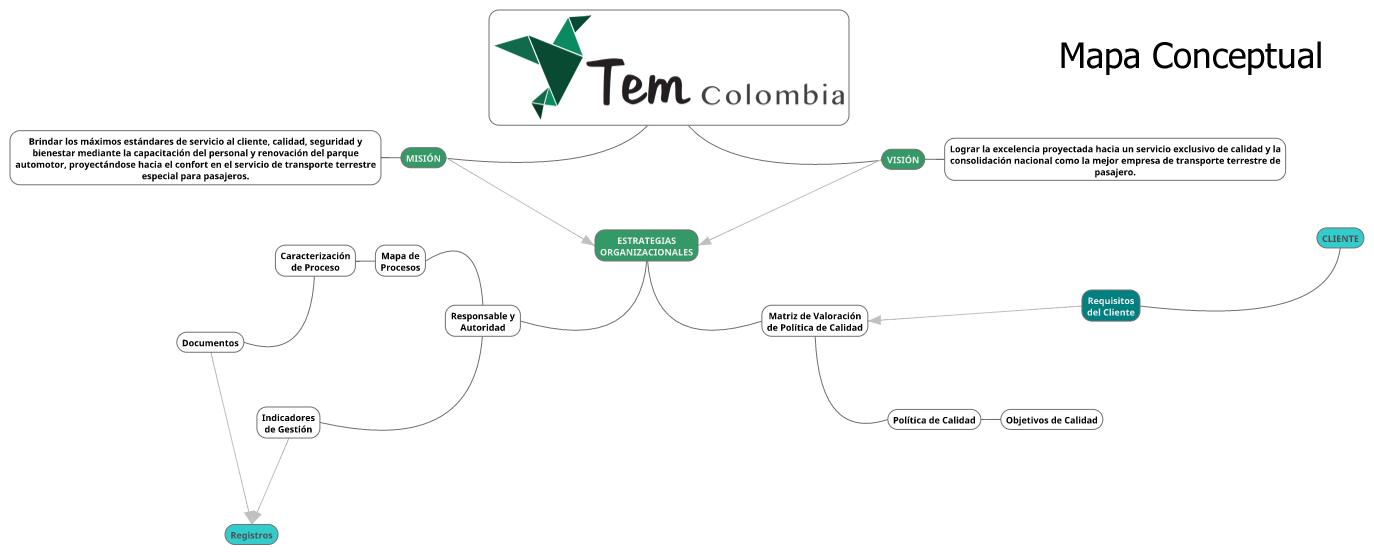 Mapa Conceptual
Tem Colombia
Brindar los máximos estándares de servicio al cliente, calidad, seguridad y
bienestar mediante la capacitación del personal y renovación del parque
automotor, proyectándose hacia el confort en el servicio de transporte terrestre
especial para pasajeros.
MISIÓN
VISIÓN
Lograr la excelencia proyectada hacia un servicio exclusivo de calidad y la
consolidación nacional como la mejor empresa de transporte terrestre de
pasajero.
ESTRATEGIAS
ORGANIZACIONALES
CLIENTE
Caracterización
de Proceso
Mapa de
Procesos
Requisitos
del Cliente
Responsable y
Autoridad
Matriz de Valoración
de Política de Calidad
Documentos
Indicadores
de Gestión
Política de Calidad
Objetivos de Calidad
Registros